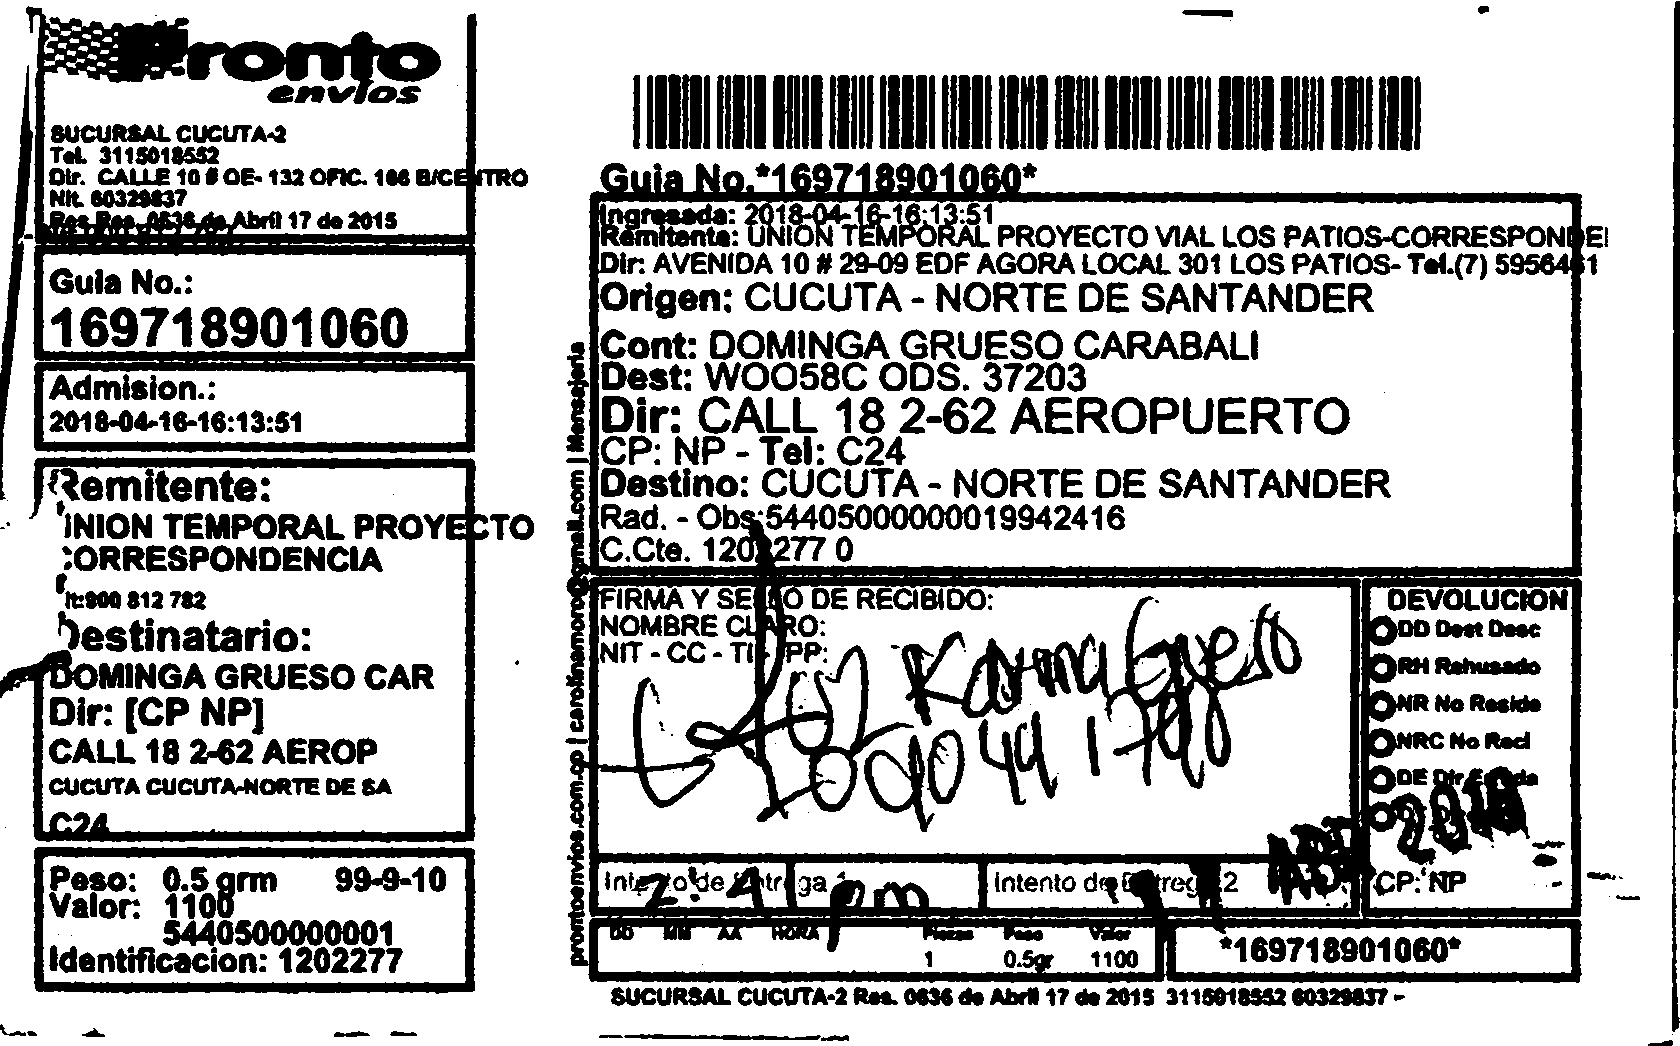 Pronto
envíos
SUCURSAL CUCUTA-2
Tel. 3115018552
Dir. CALLE 10 # OE- 132 OFIC. 166 B/CENTRO
Nit. 60329837
Res Res. 0636 de Abril 17 de 2015
Guia No.:
169718901060
Admision.:
2018-04-16-16:13:51
Remitente:
UNION TEMPORAL PROYECTO
CORRESPONDENCIA
Nit:900 812 782
Destinatario:
DOMINGA GRUESO CAR
Dir: [CP NP]
CALL 18 2-62 AEROP
CUCUTA CUCUTA-NORTE DE SA
C24
Peso: 0.5 grm 99-9-10
Valor: 1100
5440500000001
Identificacion: 1202277
prontoenvios.com.co | carolinamoro@gmail.com | Mensajeria
Guia No.*169718901060*
Ingresada: 2018-04-16-16:13:51
Remitente: UNION TEMPORAL PROYECTO VIAL LOS PATIOS-CORRESPONDE
Dir: AVENIDA 10 # 29-09 EDF AGORA LOCAL 301 LOS PATIOS- Tel.(7) 5956461
Origen: CUCUTA - NORTE DE SANTANDER
Cont: DOMINGA GRUESO CARABALI
Dest: WOO58C ODS. 37203
Dir: CALL 18 2-62 AEROPUERTO
CP: NP - Tel: C24
Destino: CUCUTA - NORTE DE SANTANDER
Rad. - Obs:54405000000019942416
C.Cte. 1202277 0
FIRMA Y SELLO DE RECIBIDO:
NOMBRE CLARO:
NIT - CC - TI - PP:
Karina Grueso
DEVOLUCION
DD Dest Desc
RH Rehusado
NR No Reside
NRC No Recl
DE Dir Errada
2018
ABR
CP: NP
Intento de Entrega 1
Intento de Entrega 2
2:41 pm
DD MM AA HORA Piezas Peso Valor
1 0.5gr 1100
*169718901060*
SUCURSAL CUCUTA-2 Res. 0636 de Abril 17 de 2015 3115018552 60329837 -